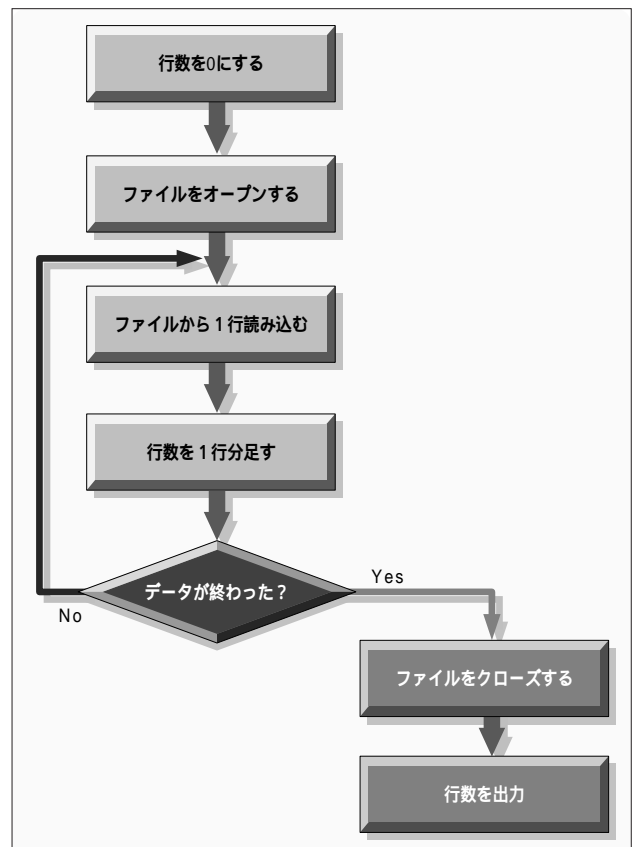 行数を0にする
ファイルをオープンする
ファイルから1行読み込む
行数を1行分足す
データが終わった?
Yes
No
ファイルをクローズする
行数を出力